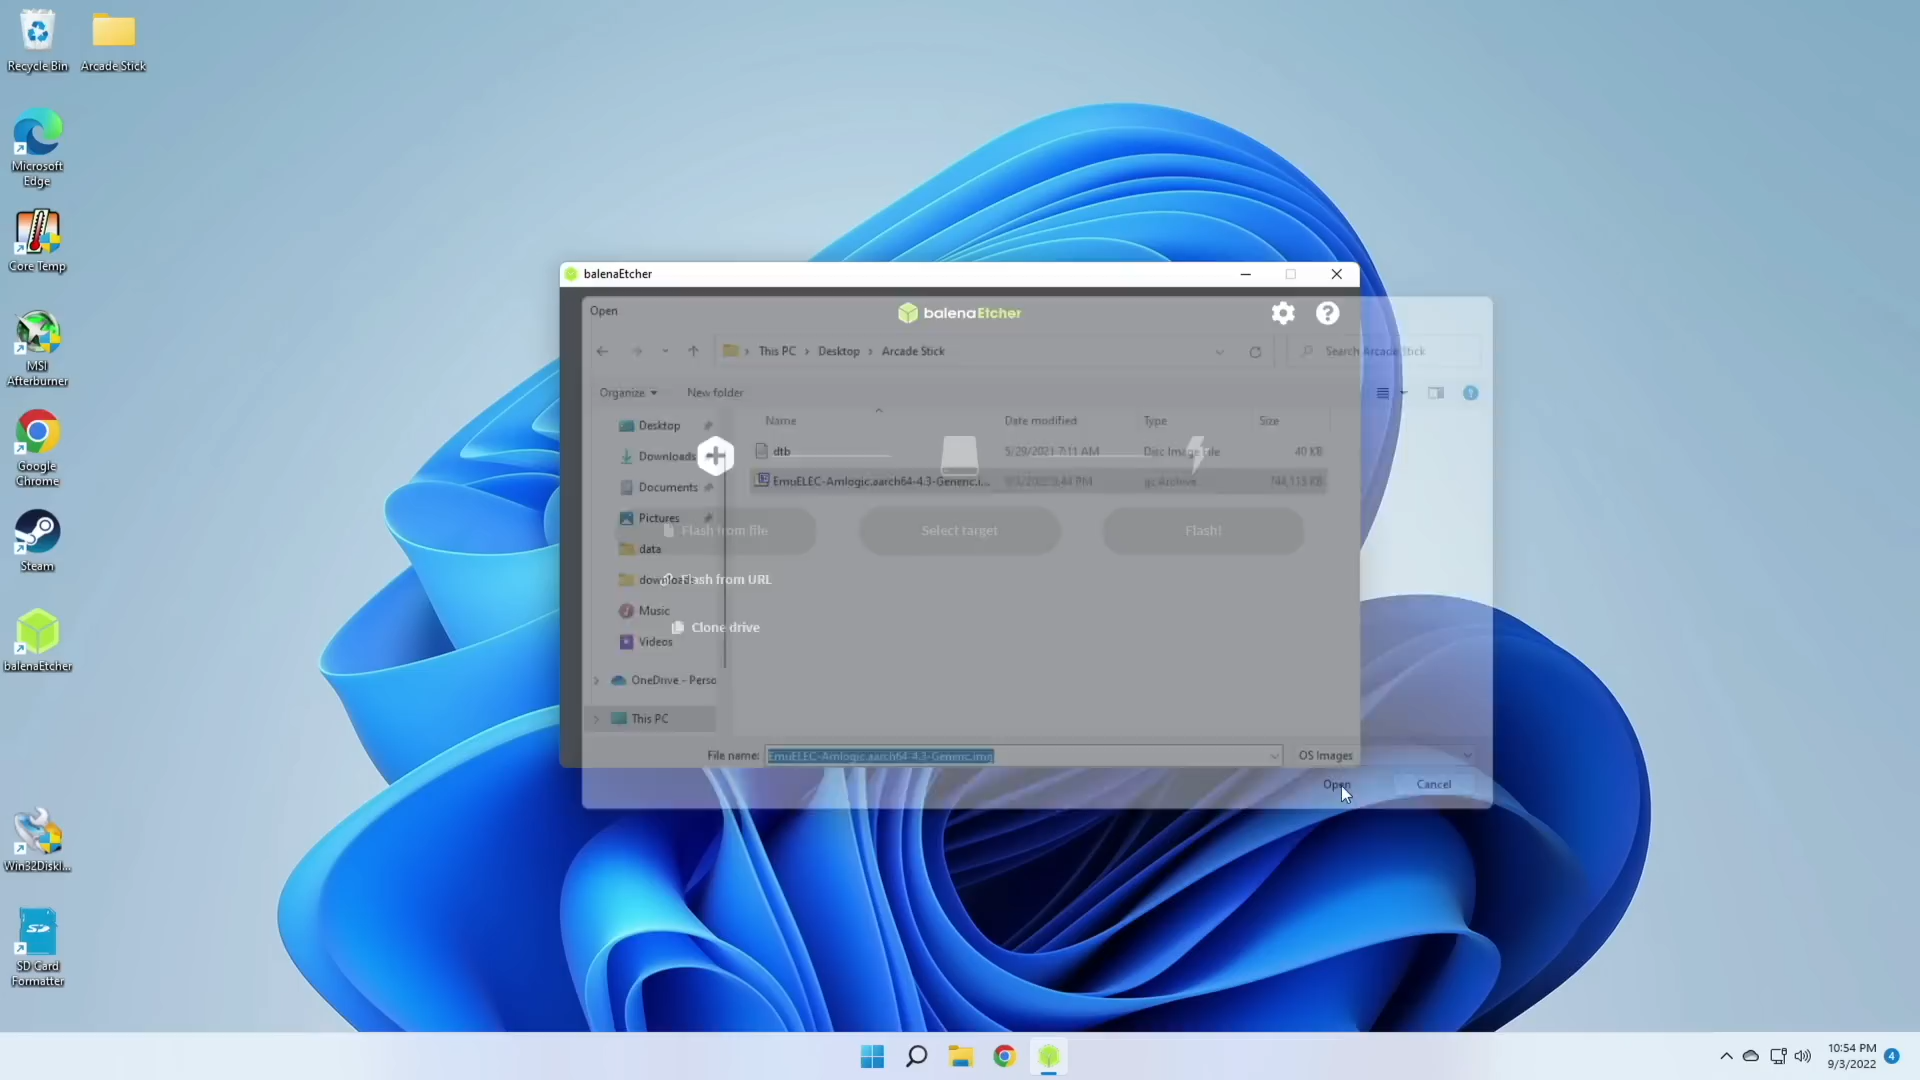 Recycle Bin
Arcade Stick
Microsoft
Edge
Core Temp
MSI
Afterburner
Google
Chrome
Steam
balenaEtcher
Win32DiskI...
SD Card
Formatter
balenaEtcher
Open
balenaEtcher
This PC > Desktop > Arcade Stick
Search Arcade Stick
Organize
New folder
Name
Date modified
Type
Size
Desktop
Downloads
Documents
Pictures
data
downloads
Music
Videos
OneDrive - Perso
This PC
dtb
5/29/2021 7:11 AM
Disc Image File
40 KB
EmuELEC-Amlogic.aarch64-4.3-Generic.i...
gz Archive
Flash from file
Flash from URL
Clone drive
Select target
Flash!
File name:
EmuELEC-Amlogic.aarch64-4.3-Generic.img
OS Images
Open
Cancel
10:54 PM
9/3/2022
4